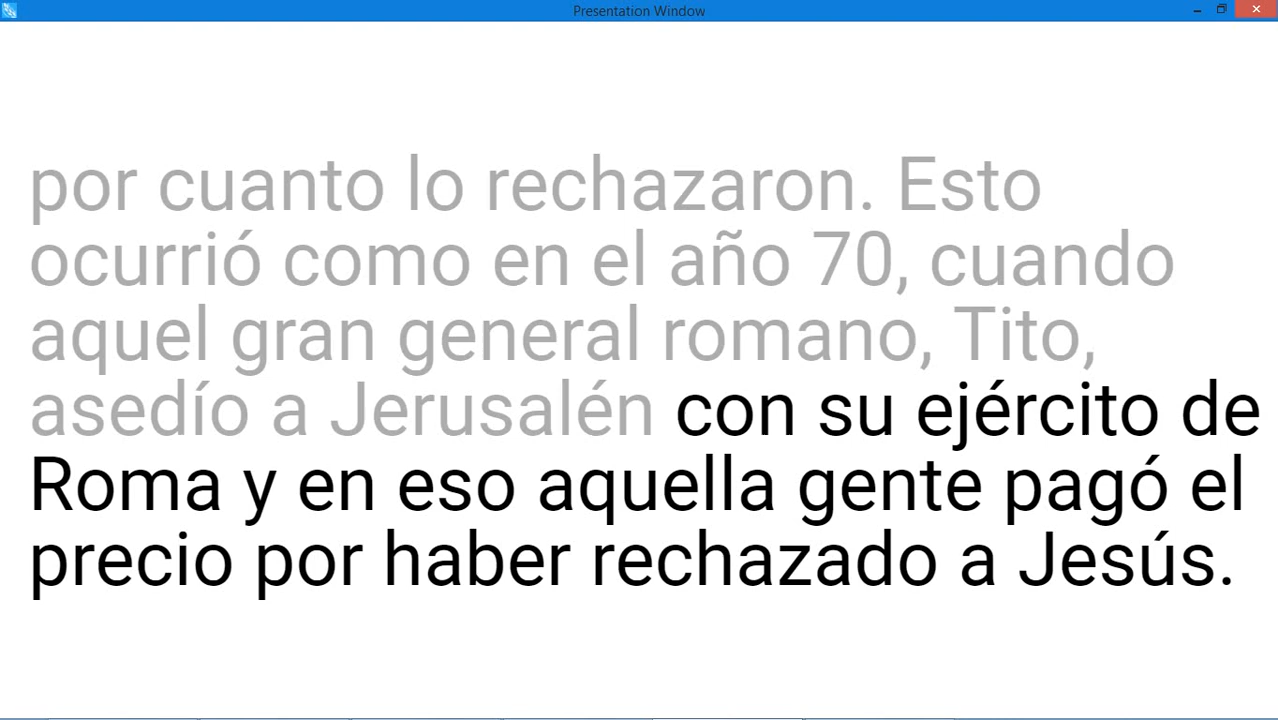 Presentation Window
por cuanto lo rechazaron. Esto
ocurrió como en el año 70, cuando
aquel gran general romano, Tito,
asedío a Jerusalén con su ejército de
Roma y en eso aquella gente pagó el
precio por haber rechazado a Jesús.